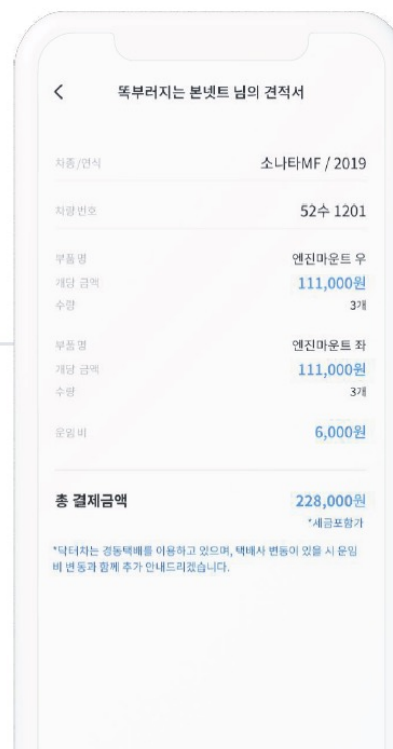 똑부러지는 본넷트 님의 견적서
차종/연식 소나타MF / 2019
차량번호 52수 1201
부품명 엔진마운트 우
개당 금액 111,000원
수량 3개
부품명 엔진마운트 좌
개당 금액 111,000원
수량 3개
운임비 6,000원
총 결제금액 228,000원
*세금포함가
*닥터차는 경동택배를 이용하고 있으며, 택배사 변동이 있을 시 운임
비 변동과 함께 추가 안내드리겠습니다.